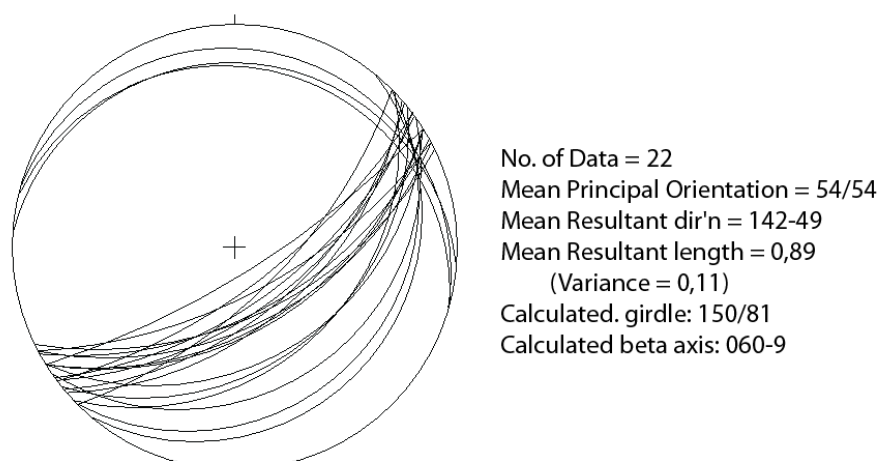 No. of Data = 22
Mean Principal Orientation = 54/54
Mean Resultant dir'n = 142-49
Mean Resultant length = 0,89
(Variance = 0,11)
Calculated. girdle: 150/81
Calculated beta axis: 060-9